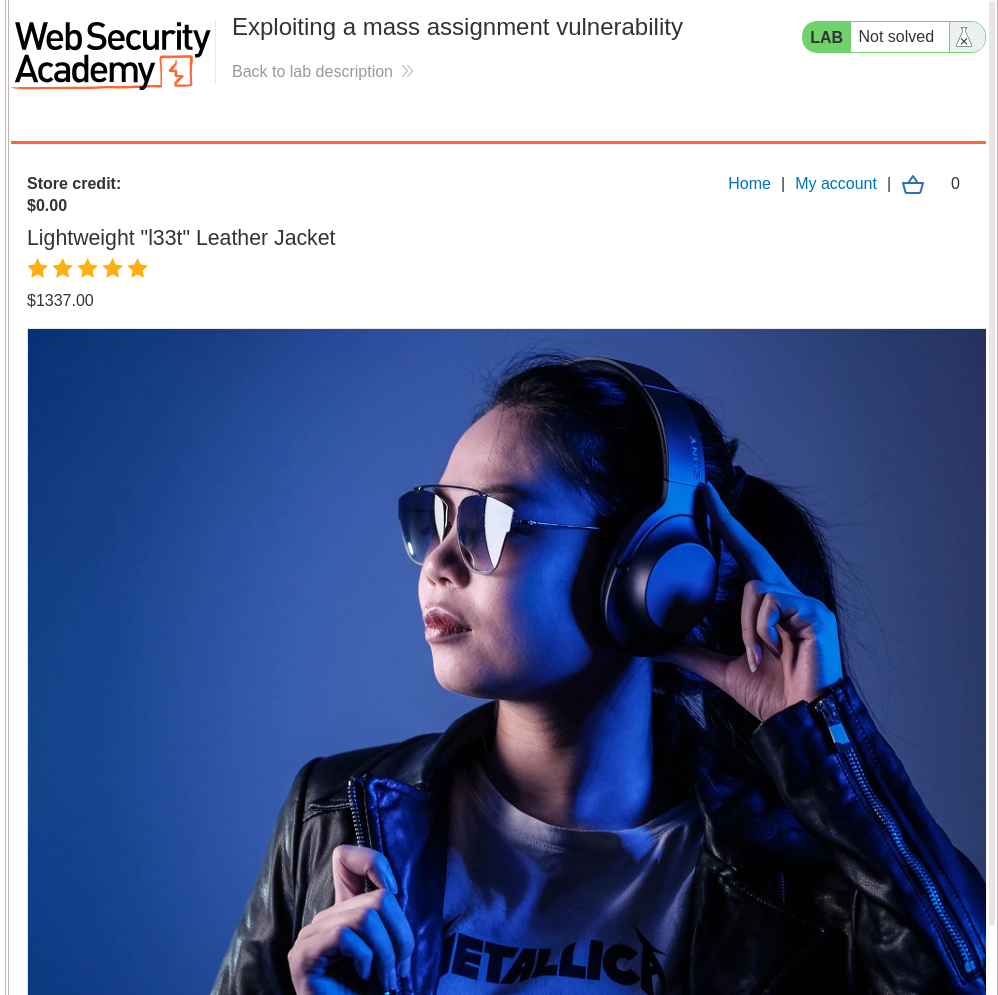 Web Security
Academy
Exploiting a mass assignment vulnerability
Back to lab description
LAB
Not solved
Store credit:
$0.00
Home | My account | 0
Lightweight "l33t" Leather Jacket
$1337.00
SONY
METALLICA